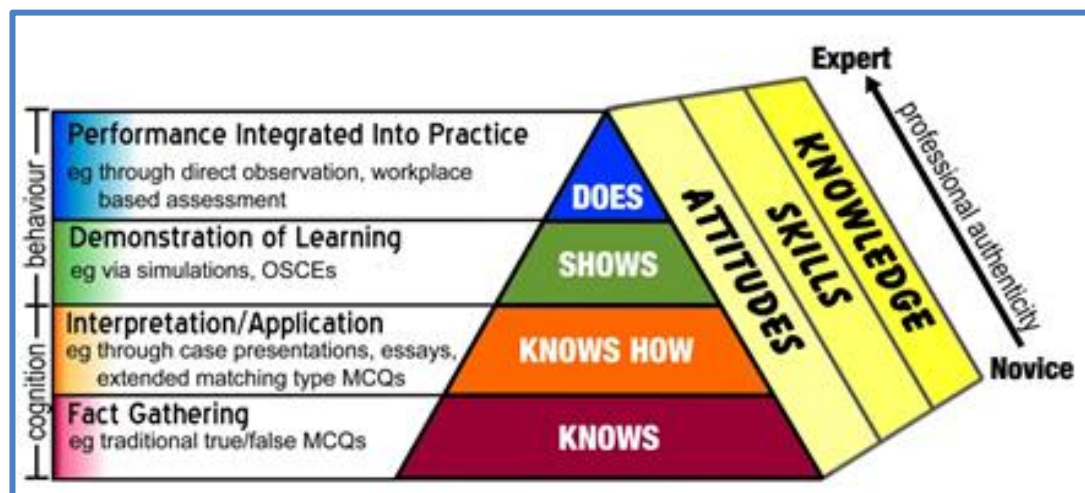 Expert
professional authenticity
Novice
behaviour
cognition
Performance Integrated Into Practice
eg through direct observation, workplace
based assessment
DOES
Demonstration of Learning
eg via simulations, OSCEs
SHOWS
Interpretation/Application
eg through case presentations, essays,
extended matching type MCQs
KNOWS HOW
Fact Gathering
eg traditional true/false MCQs
KNOWS
ATTITUDES
SKILLS
KNOWLEDGE